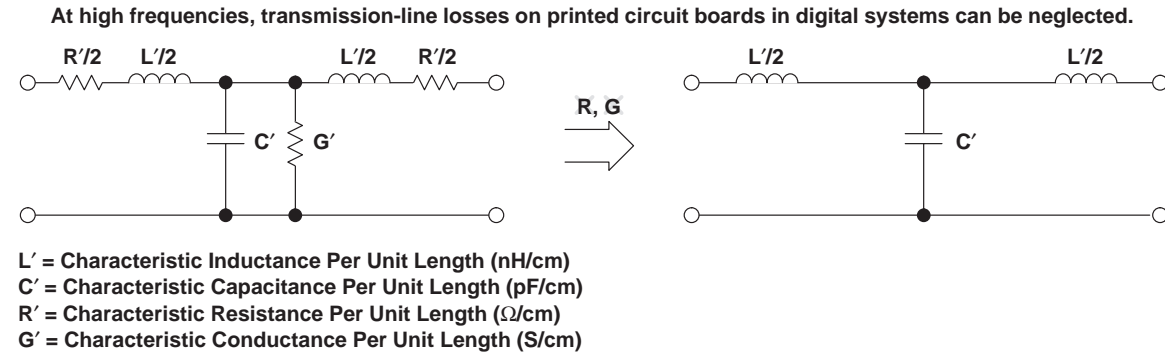 At high frequencies, transmission-line losses on printed circuit boards in digital systems can be neglected.
R′/2 L′/2 L′/2 R′/2
L′/2 L′/2
R, G
C′ G′
C′
L′ = Characteristic Inductance Per Unit Length (nH/cm)
C′ = Characteristic Capacitance Per Unit Length (pF/cm)
R′ = Characteristic Resistance Per Unit Length (Ω/cm)
G′ = Characteristic Conductance Per Unit Length (S/cm)